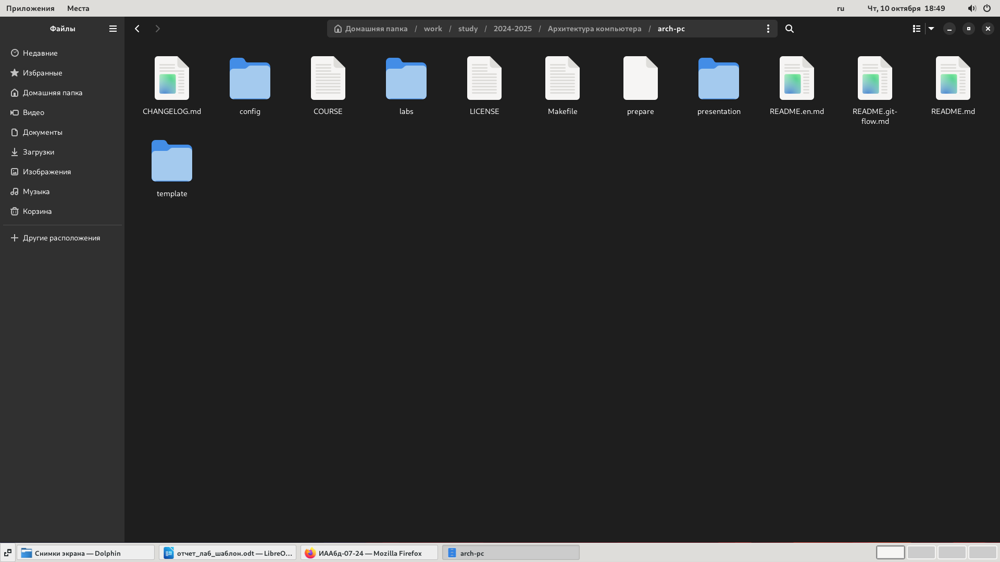 Приложения Места ru Чт, 10 октября 18:49
Файлы
Домашняя папка / work / study / 2024-2025 / Архитектура компьютера / arch-pc
Недавние
Избранные
Домашняя папка
Видео
Документы
Загрузки
Изображения
Музыка
Корзина
Другие расположения
CHANGELOG.md config COURSE labs LICENSE Makefile prepare presentation README.en.md README.git-
flow.md
README.md
template
Снимки экрана — Dolphin отчет_лаб_шаблон.odt — LibreO... ИААбд-07-24 — Mozilla Firefox arch-pc